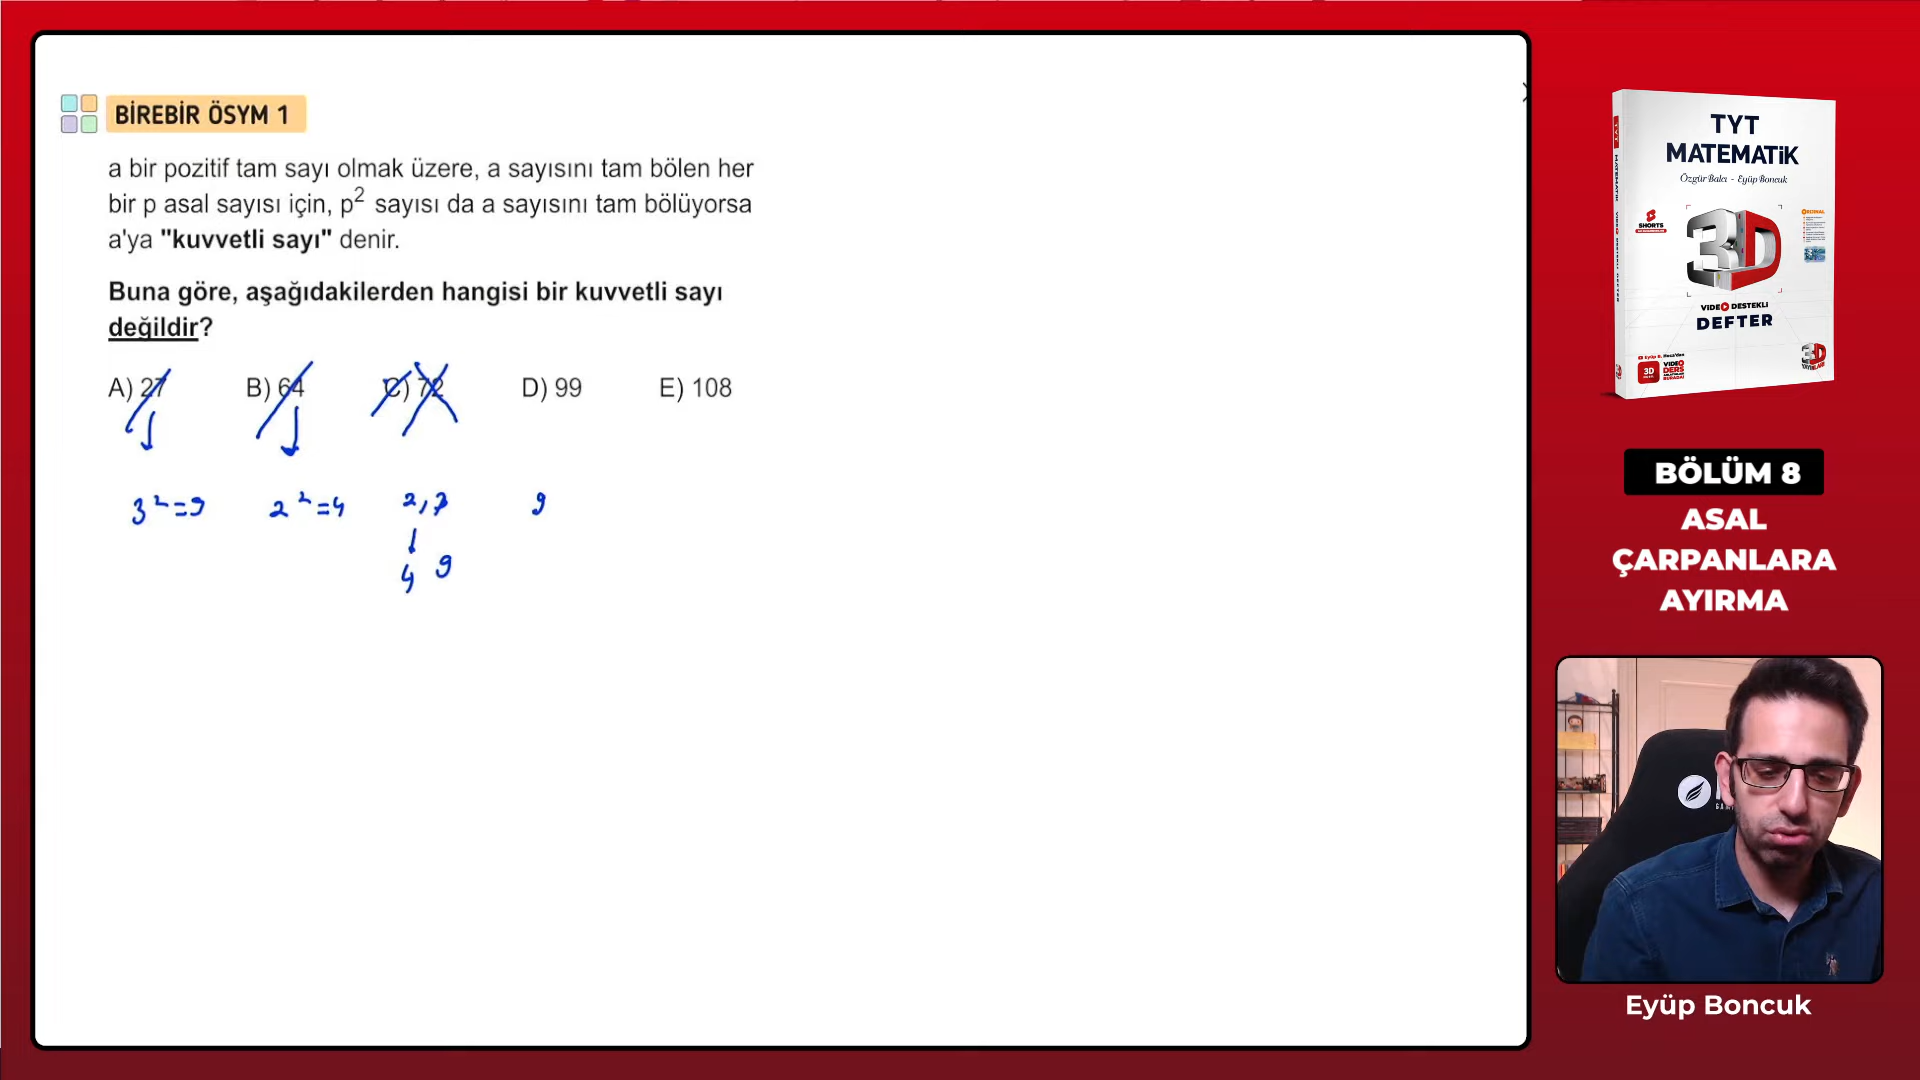 BİREBİR ÖSYM 1
a bir pozitif tam sayı olmak üzere, a sayısını tam bölen her
bir p asal sayısı için, p² sayısı da a sayısını tam bölüyorsa
a'ya "kuvvetli sayı" denir.
Buna göre, aşağıdakilerden hangisi bir kuvvetli sayı
değildir?
A) 27 B) 64 C) 72 D) 99 E) 108
3²=9 2²=4 2,3 9
4 9
TYT
MATEMATİK
Özgür Balcı - Eyüp Boncuk
SHORTS
3D
VIDEO DESTEKLİ
DEFTER
BÖLÜM 8
ASAL
ÇARPANLARA
AYIRMA
Eyüp Boncuk